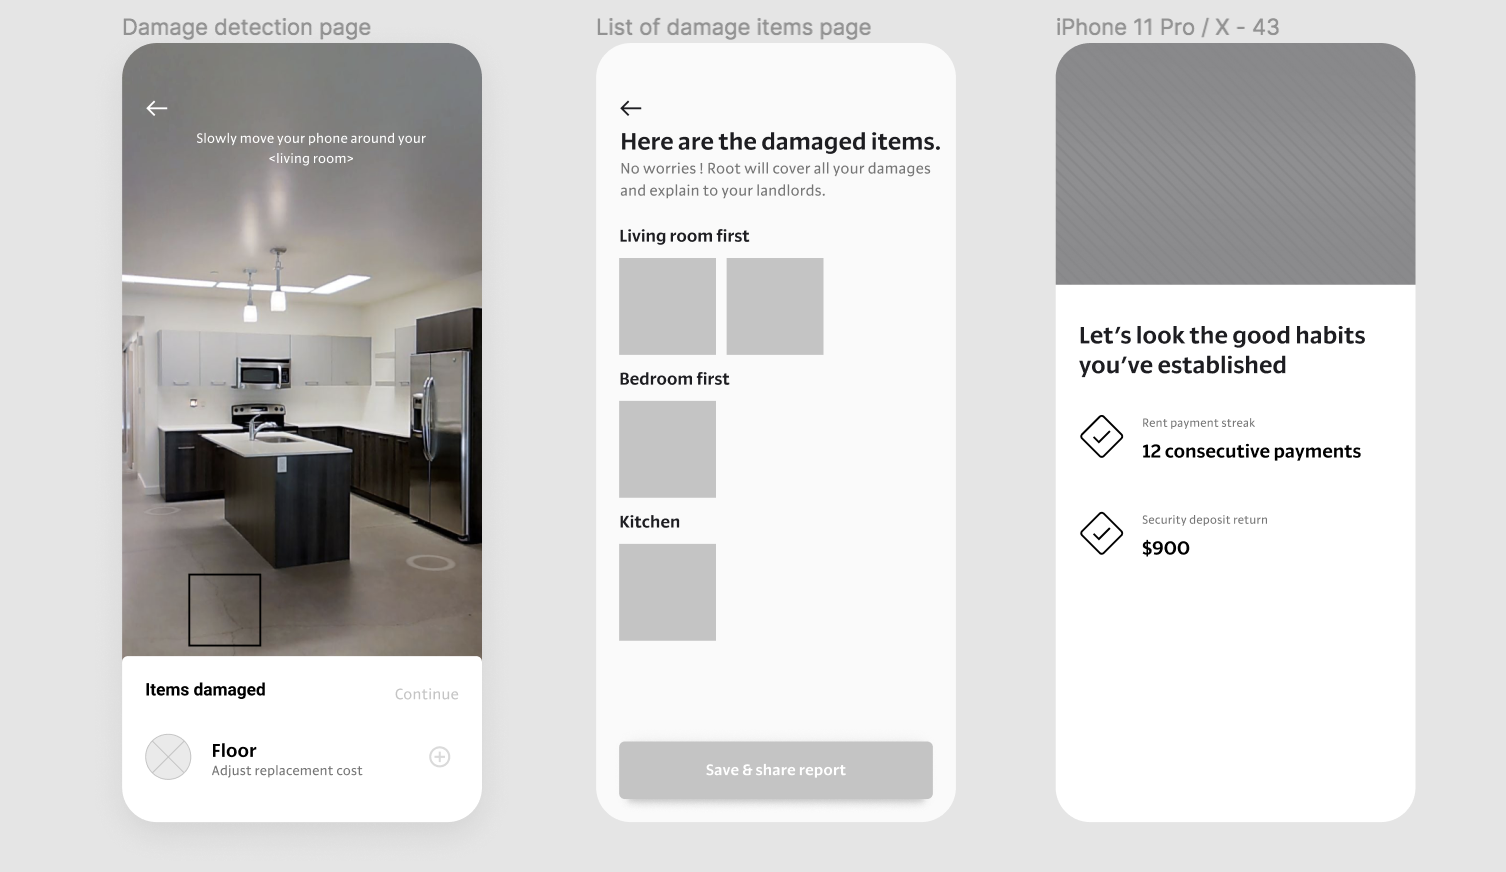 Damage detection page
Slowly move your phone around your
<living room>
Items damaged
Continue
Floor
Adjust replacement cost
List of damage items page
Here are the damaged items.
No worries ! Root will cover all your damages
and explain to your landlords.
Living room first
Bedroom first
Kitchen
Save & share report
iPhone 11 Pro / X - 43
Let's look the good habits
you've established
Rent payment streak
12 consecutive payments
Security deposit return
$900